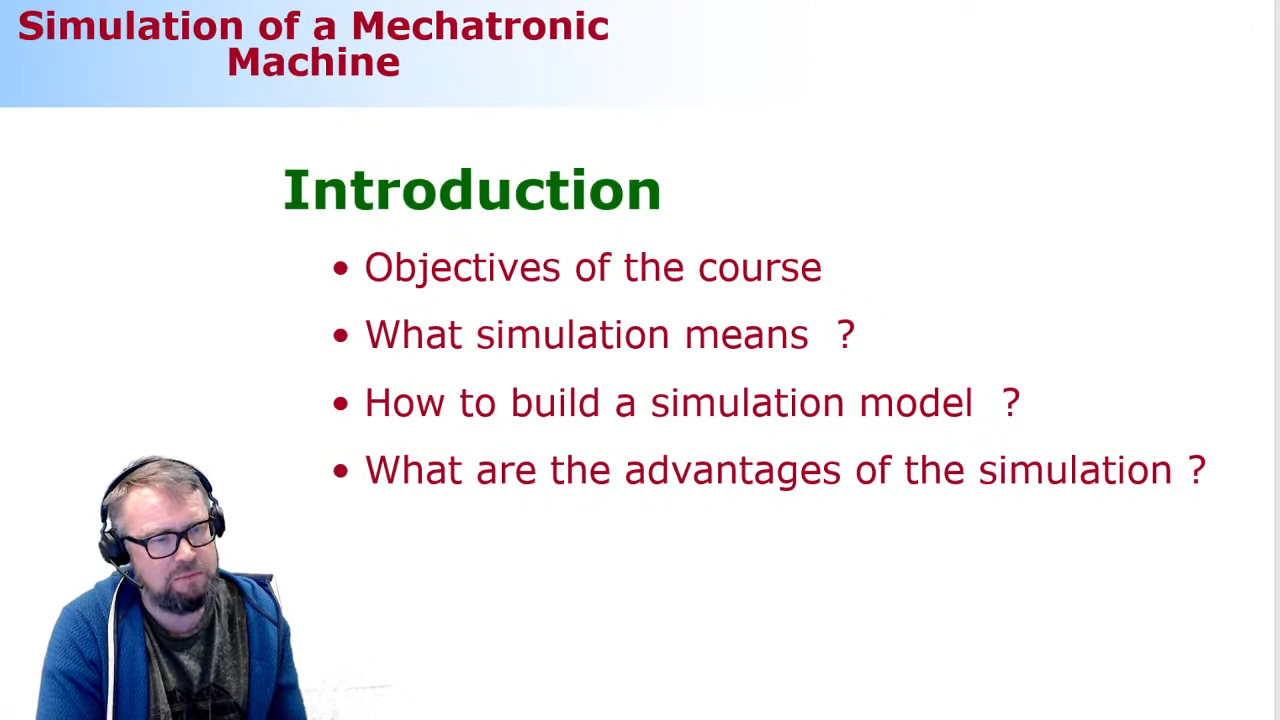 Simulation of a Mechatronic
Machine
Introduction
• Objectives of the course
• What simulation means  ?
• How to build a simulation model  ?
• What are the advantages of the simulation ?